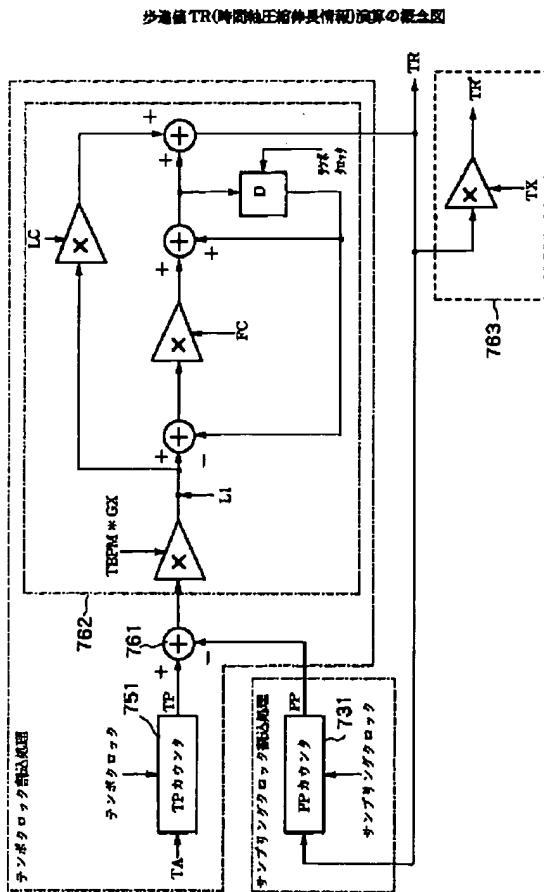 歩進値TR(時間軸圧縮伸長情報)演算の概念図
テンポクロック割込処理
テンポクロック
TA
TPカウンタ
751
TP
+
−
761
+
PP
サンプリングクロック割込処理
PPカウンタ
731
サンプリングクロック
762
TBPM*GX
×
L1
LC
×
+
−
+
FC
×
+
+
+
D
テンポ
クロック
+
+
+
TR
763
×
TX
TR